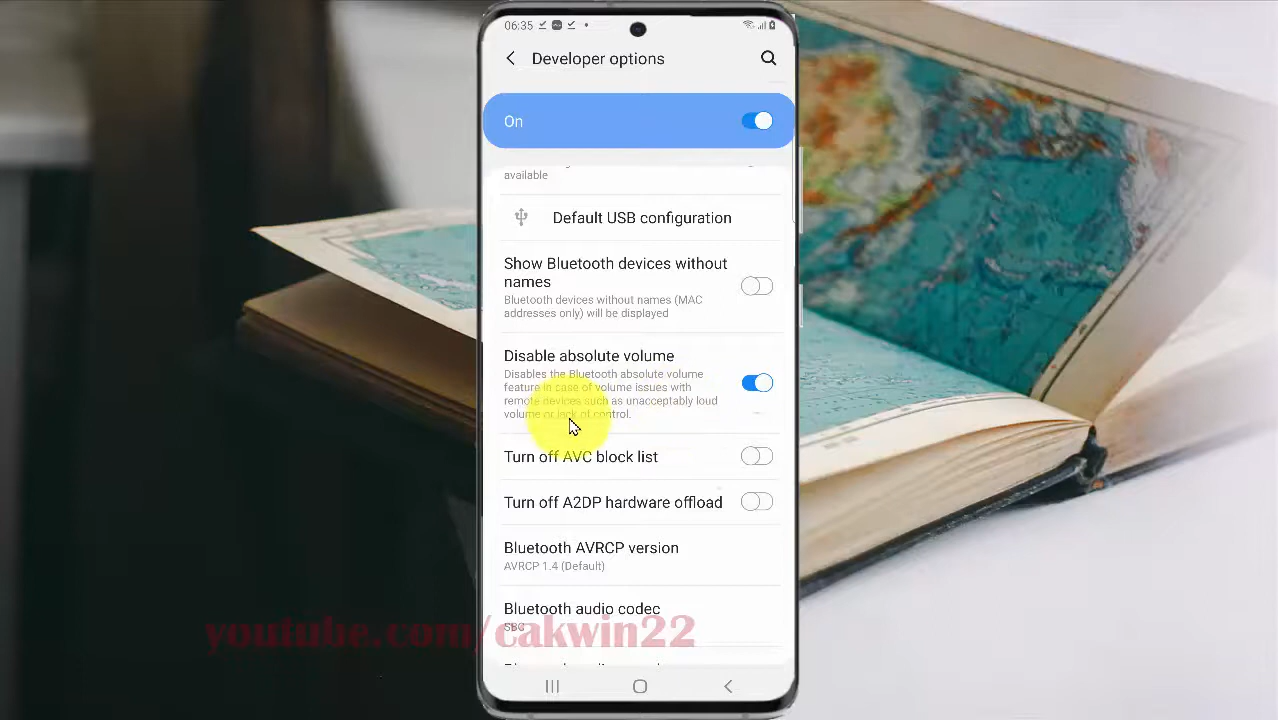 06:35
Developer options
On
available
Default USB configuration
Show Bluetooth devices without
names
Bluetooth devices without names (MAC
addresses only) will be displayed
Disable absolute volume
Disables the Bluetooth absolute volume
feature in case of volume issues with
remote devices such as unacceptably loud
volume or lack of control.
Turn off AVC block list
Turn off A2DP hardware offload
Bluetooth AVRCP version
AVRCP 1.4 (Default)
Bluetooth audio codec
SBC
youtube.com/cakwin22